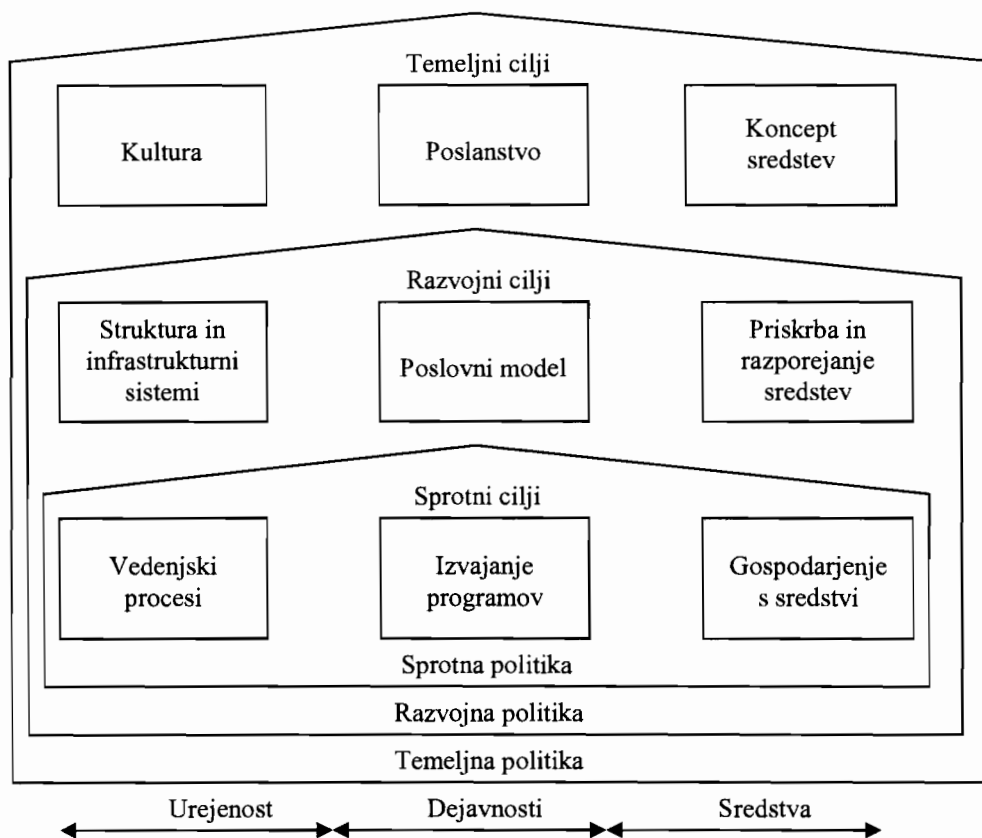 Temeljni cilji
Kultura
Poslanstvo
Koncept
sredstev
Razvojni cilji
Struktura in
infrastrukturni
sistemi
Poslovni model
Priskrba in
razporejanje
sredstev
Sprotni cilji
Vedenjski
procesi
Izvajanje
programov
Gospodarjenje
s sredstvi
Sprotna politika
Razvojna politika
Temeljna politika
Urejenost
Dejavnosti
Sredstva